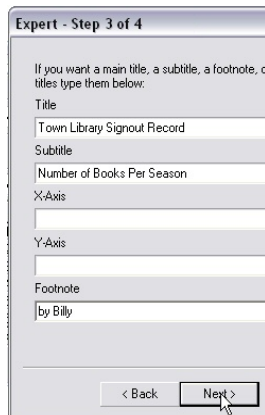 Expert - Step 3 of 4
If you want a main title, a subtitle, a footnote,
titles type them below:
Title
Town Library Signout Record
Subtitle
Number of Books Per Season
X-Axis
Y-Axis
Footnote
by Billy
< Back Next >